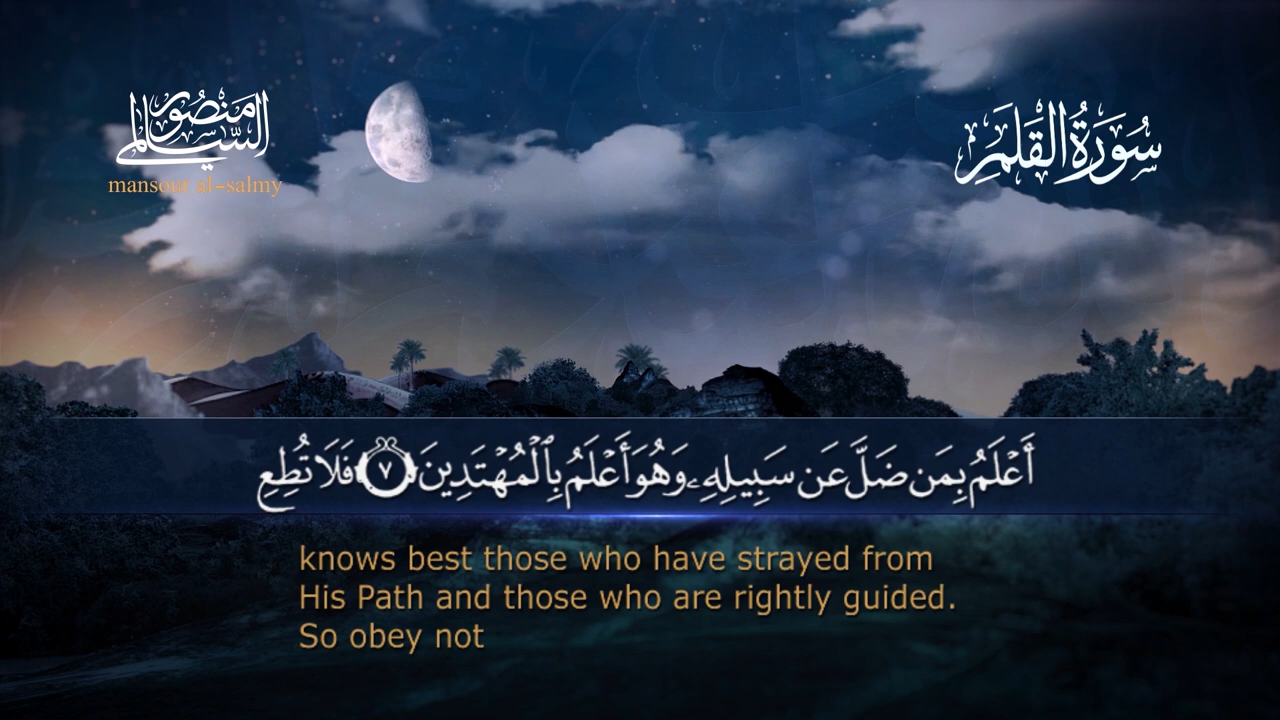 منصور
السالمي
mansour al-salmy
سُورَةُ القَلَمِ
أَعْلَمُ بِمَن ضَلَّ عَن سَبِيلِهِۦ وَهُوَ أَعْلَمُ بِٱلْمُهْتَدِينَ ٧ فَلَا تُطِعِ
knows best those who have strayed from
His Path and those who are rightly guided.
So obey not